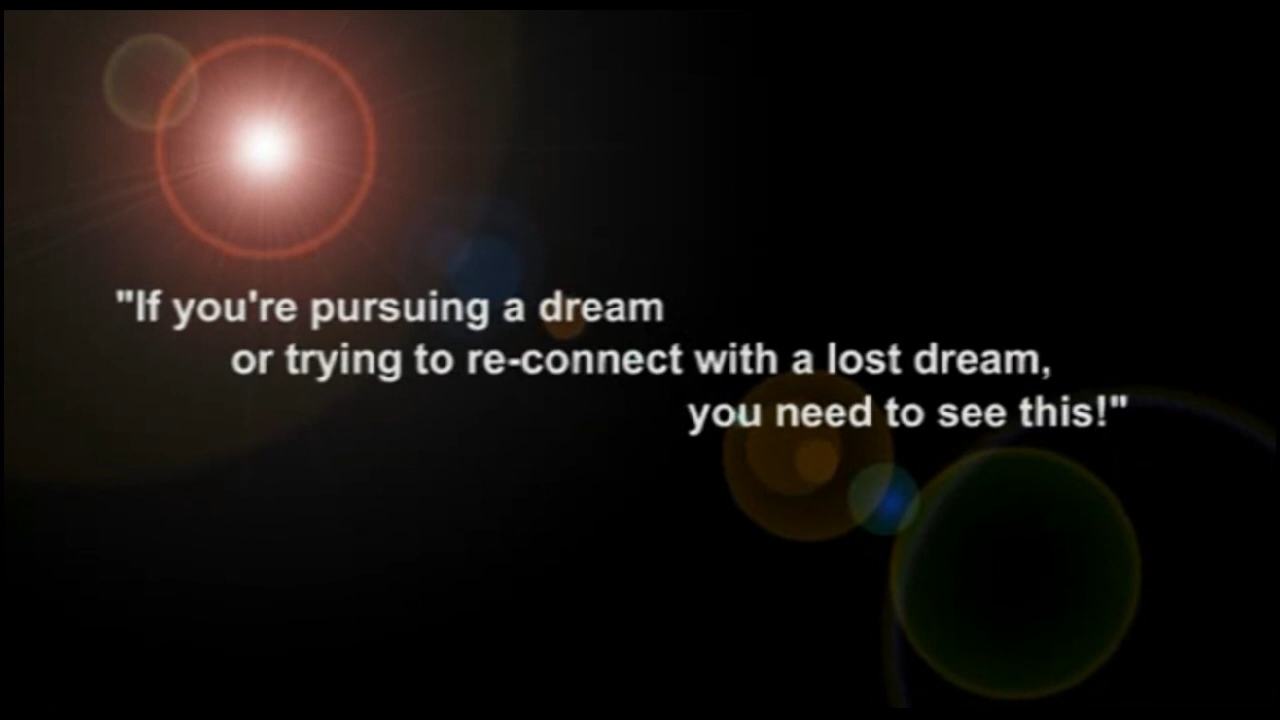 "If you're pursuing a dream
or trying to re-connect with a lost dream,
you need to see this!"